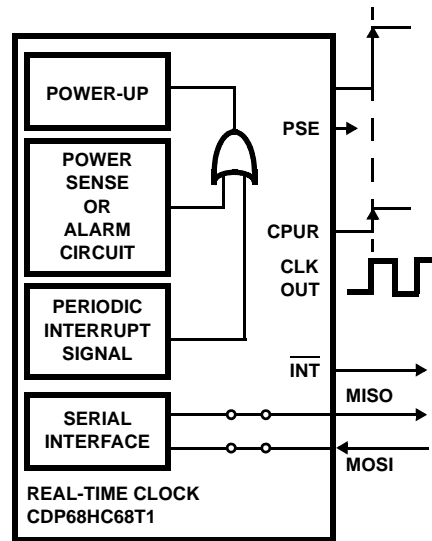 POWER-UP
POWER
SENSE
OR
ALARM
CIRCUIT
PERIODIC
INTERRUPT
SIGNAL
SERIAL
INTERFACE
REAL-TIME CLOCK
CDP68HC68T1
PSE
CPUR
CLK
OUT
INT
MISO
MOSI